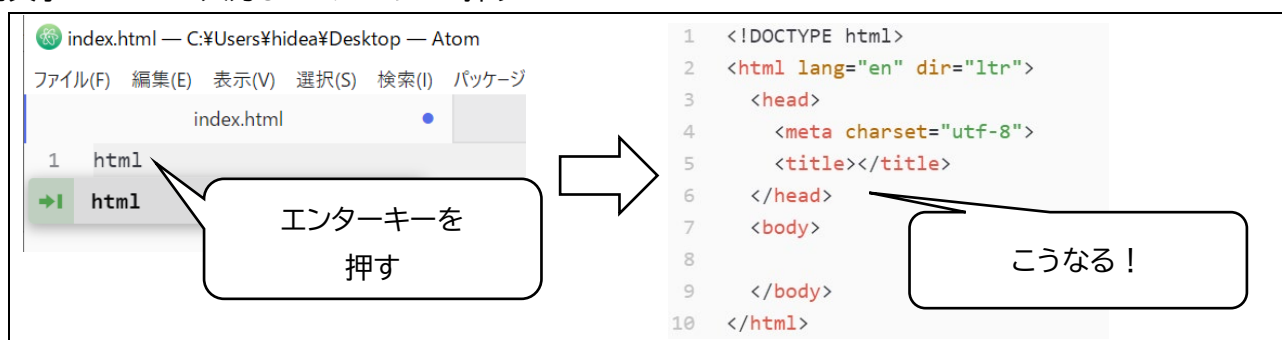 index.html — C:¥Users¥hidea¥Desktop — Atom
ファイル(F) 編集(E) 表示(V) 選択(S) 検索(I) パッケージ
index.html
1 html
html
エンターキーを
押す
1 <!DOCTYPE html>
2 <html lang="en" dir="ltr">
3 <head>
4 <meta charset="utf-8">
5 <title></title>
6 </head>
7 <body>
8
9 </body>
10 </html>
こうなる！